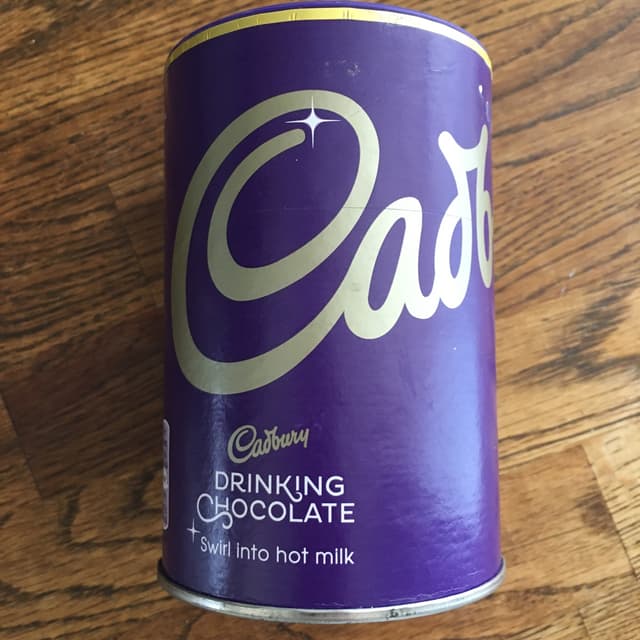 Cadb
Cadbury
DRINKING
CHOCOLATE
Swirl into hot milk